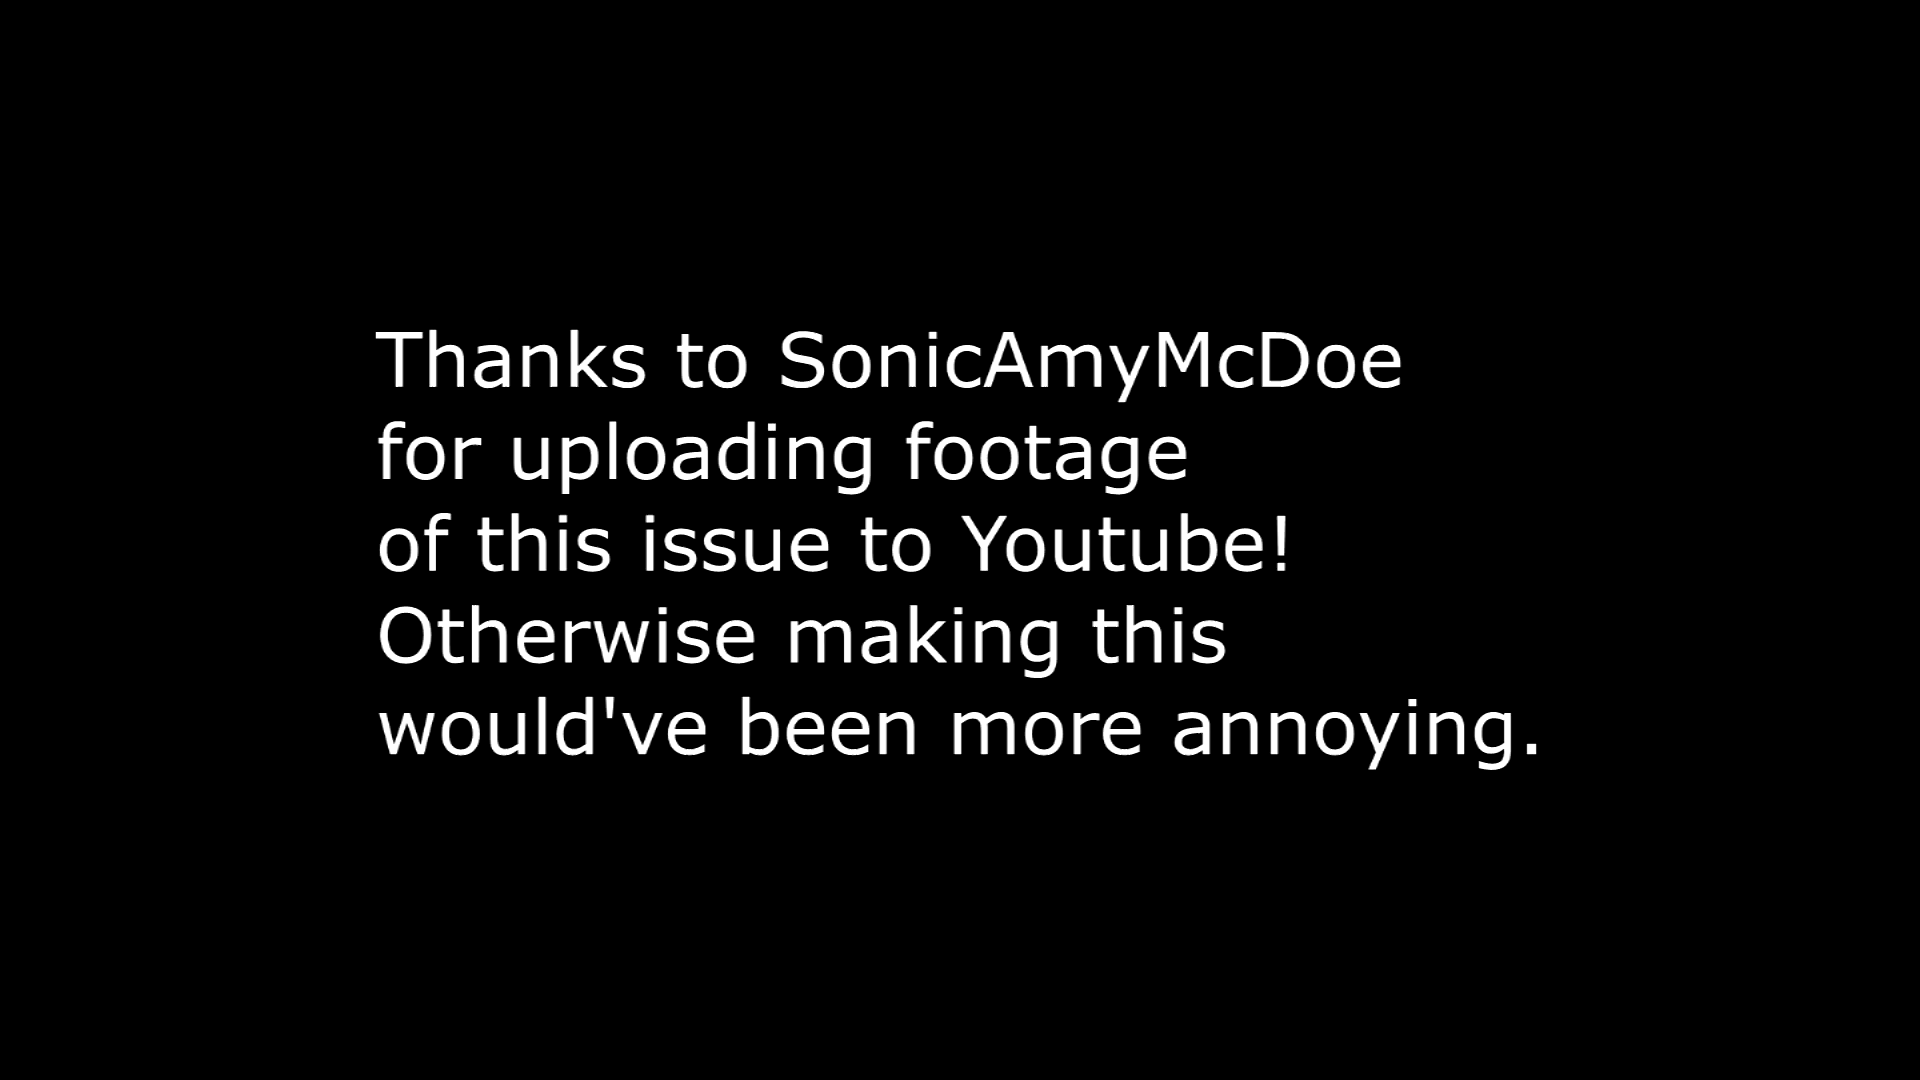 Thanks to SonicAmyMcDoe
for uploading footage
of this issue to Youtube!
Otherwise making this
would've been more annoying.